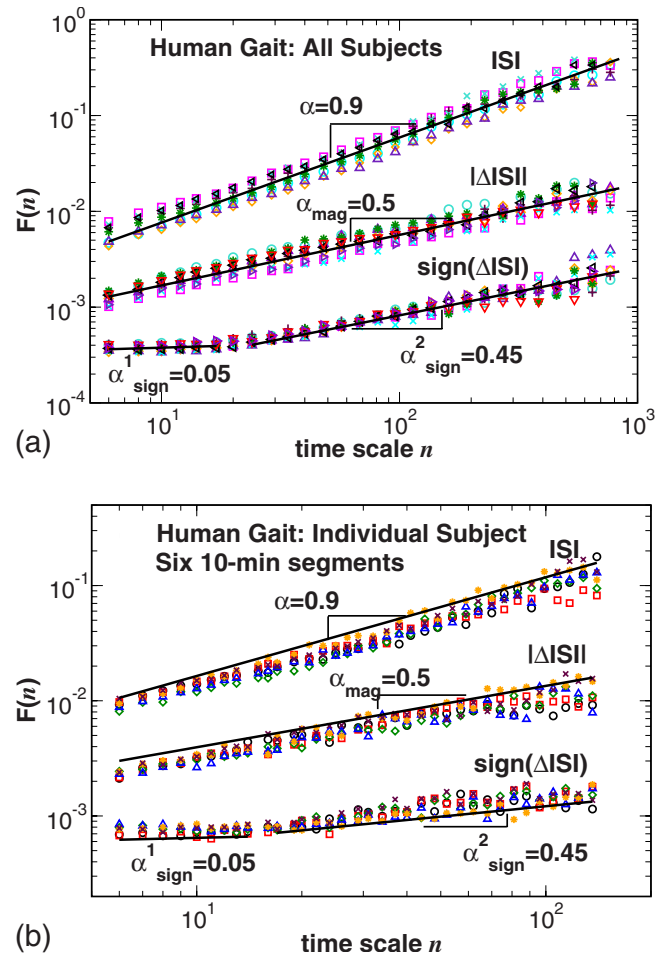 Human Gait: All Subjects
ISI
α=0.9
|ΔISI|
α_mag=0.5
sign(ΔISI)
α^1_sign=0.05
α^2_sign=0.45
F(n)
10^0
10^-1
10^-2
10^-3
10^-4
10^1
10^2
10^3
time scale n
(a)
Human Gait: Individual Subject
Six 10-min segments
ISI
α=0.9
|ΔISI|
α_mag=0.5
sign(ΔISI)
α^1_sign=0.05
α^2_sign=0.45
F(n)
10^-1
10^-2
10^-3
10^1
10^2
time scale n
(b)